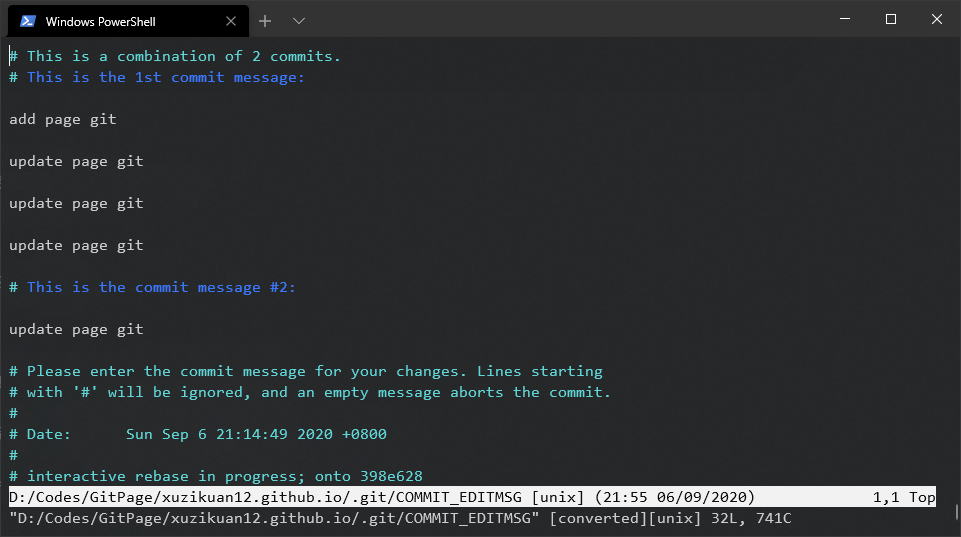 Windows PowerShell
# This is a combination of 2 commits.
# This is the 1st commit message:
add page git
update page git
update page git
update page git
# This is the commit message #2:
update page git
# Please enter the commit message for your changes. Lines starting
# with '#' will be ignored, and an empty message aborts the commit.
#
# Date:      Sun Sep 6 21:14:49 2020 +0800
#
# interactive rebase in progress; onto 398e628
D:/Codes/GitPage/xuzikuan12.github.io/.git/COMMIT_EDITMSG [unix] (21:55 06/09/2020)             1,1 Top
"D:/Codes/GitPage/xuzikuan12.github.io/.git/COMMIT_EDITMSG" [converted][unix] 32L, 741C